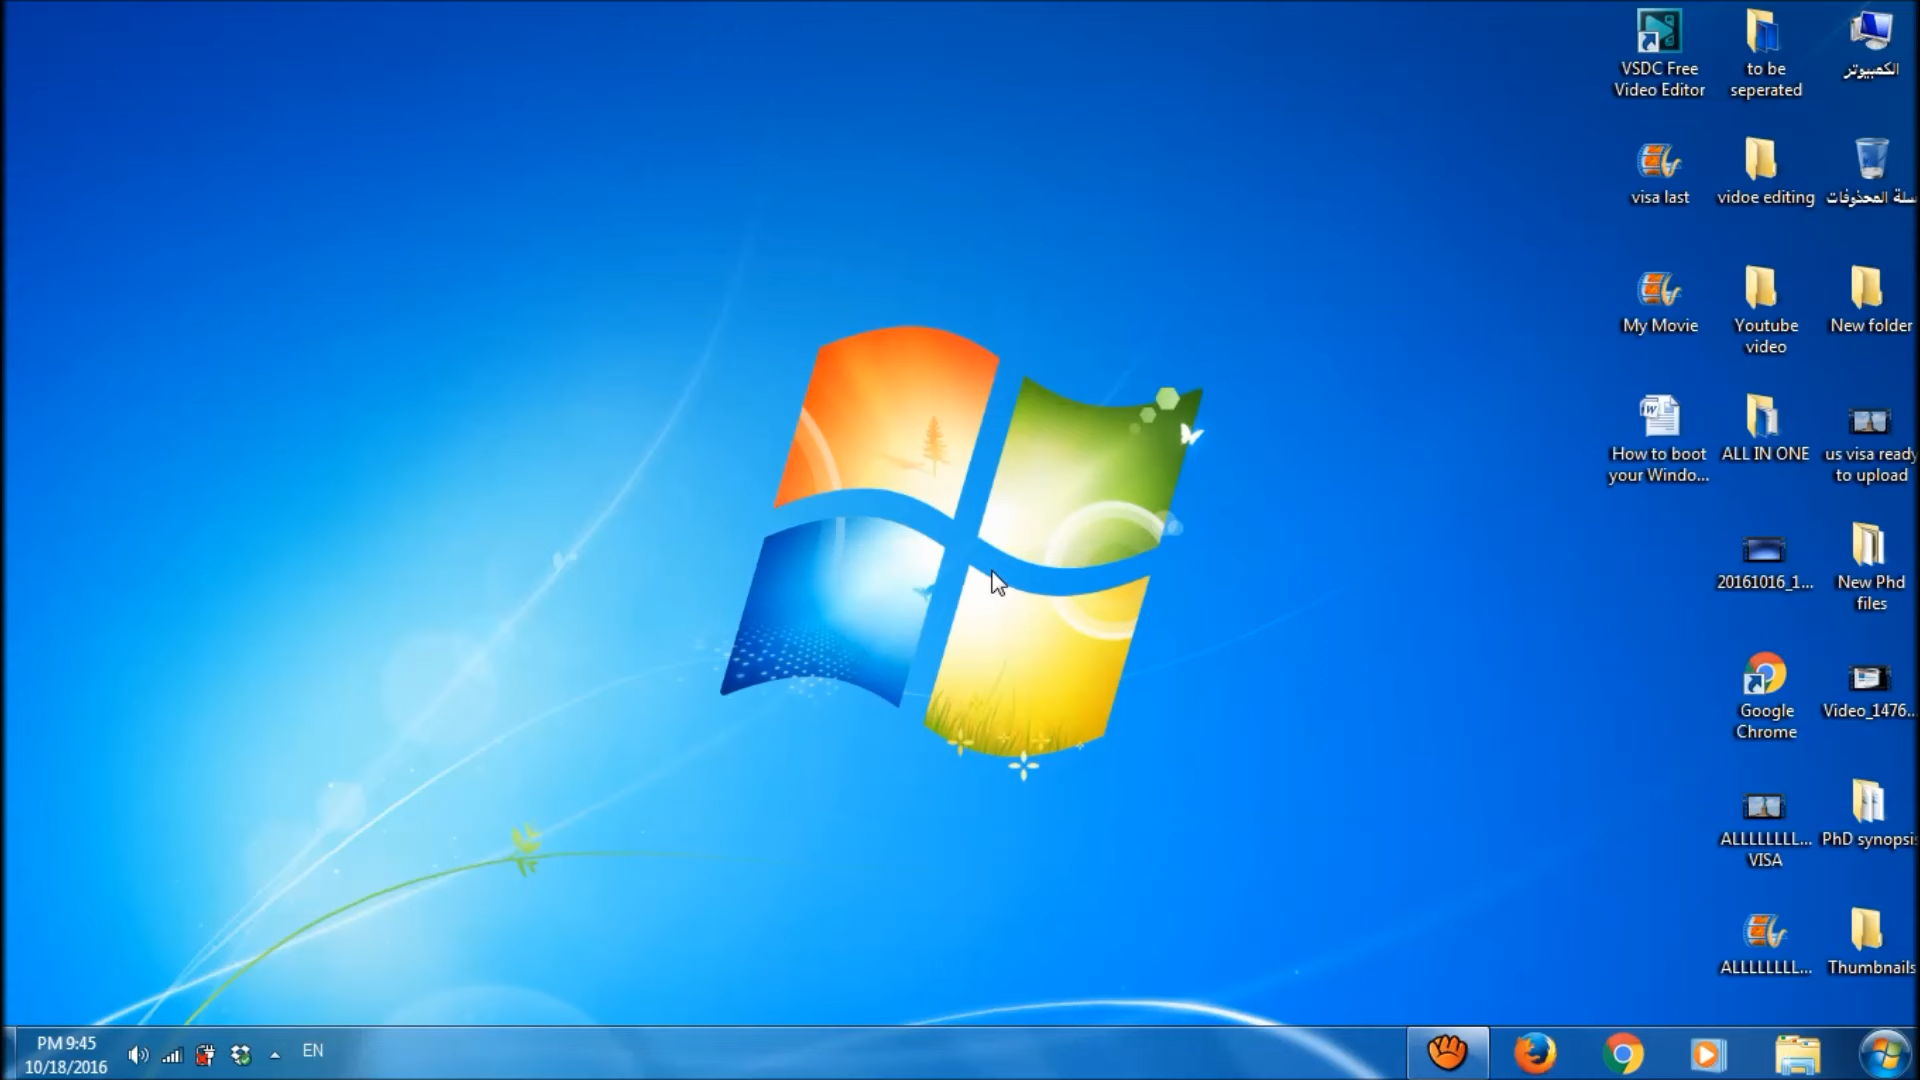 VSDC Free
Video Editor
to be
seperated
الكمبيوتر
visa last
vidoe editing
سلة المحذوفات
My Movie
Youtube
video
New folder
How to boot
your Windo...
ALL IN ONE
us visa ready
to upload
20161016_1...
New Phd
files
Google
Chrome
Video_1476...
ALLLLLLLL...
VISA
PhD synopsis
ALLLLLLLL...
Thumbnails
PM 9:45
10/18/2016
EN